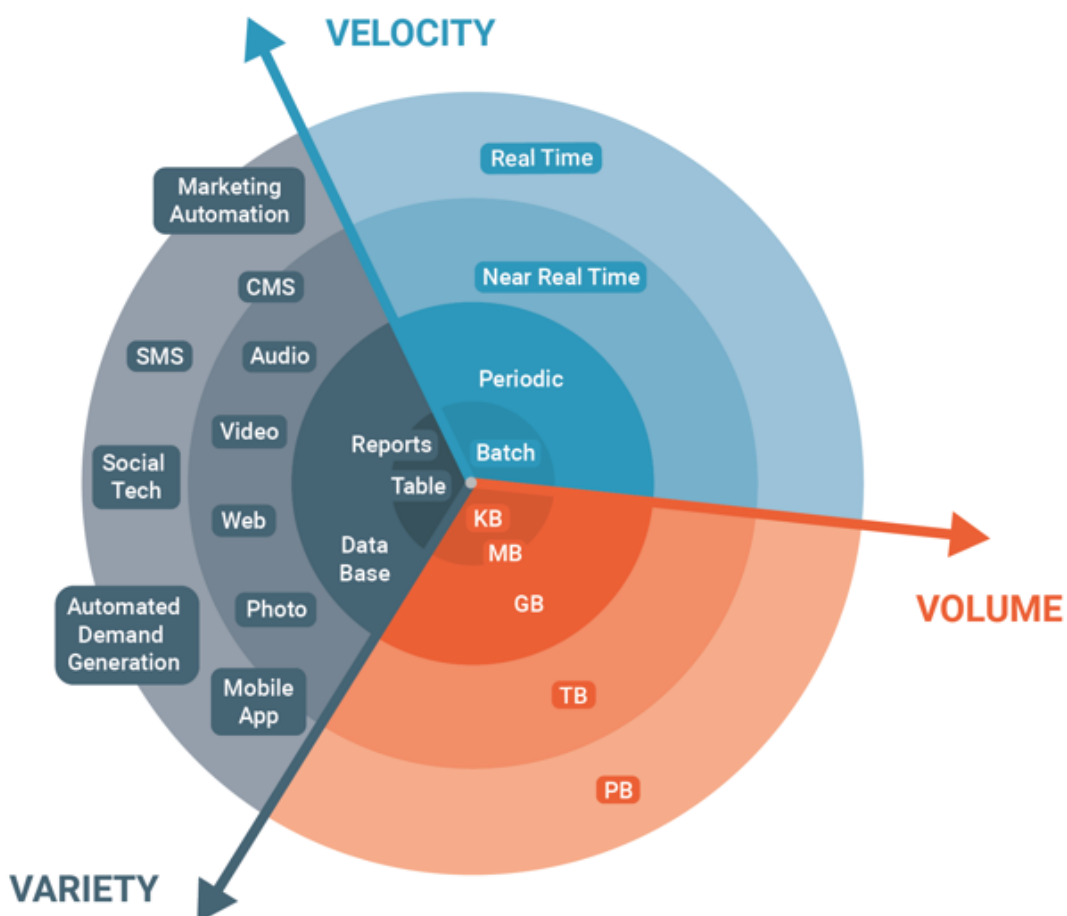 VELOCITY
Real Time
Near Real Time
Periodic
Batch
Marketing
Automation
CMS
SMS
Audio
Video
Reports
Social
Tech
Table
Web
Data
Base
Automated
Demand
Generation
Photo
Mobile
App
VARIETY
KB
MB
GB
TB
PB
VOLUME